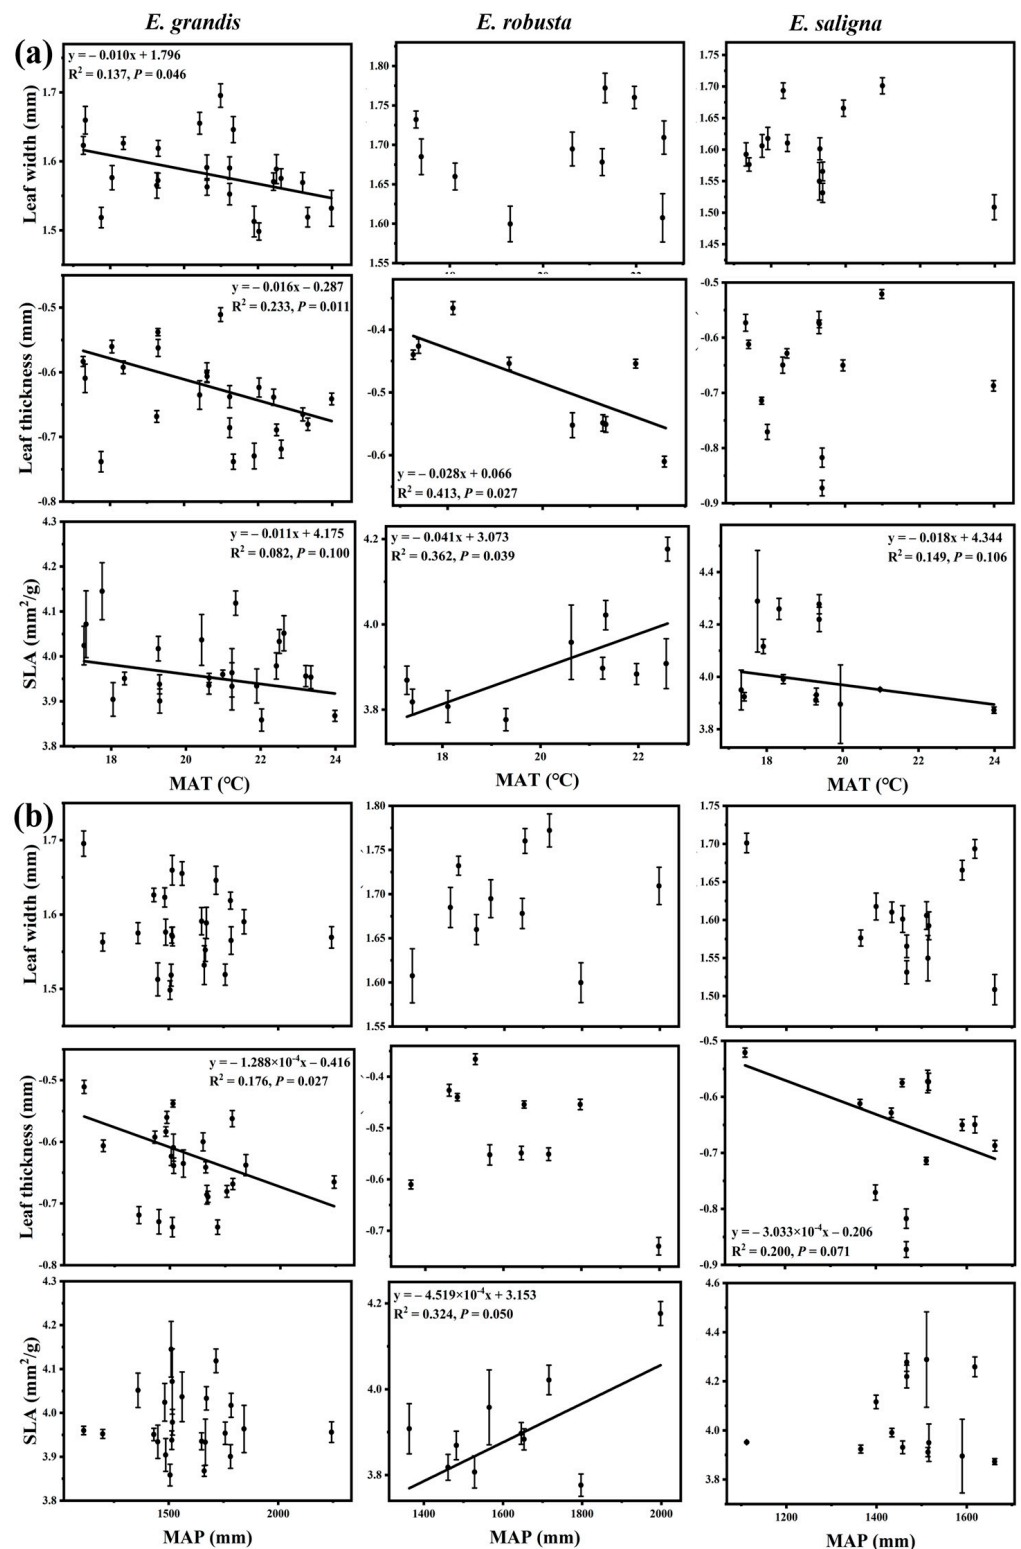 E. grandis
E. robusta
E. saligna
(a)
y = − 0.010x + 1.796
R² = 0.137, P = 0.046
Leaf width (mm)
1.7
1.6
1.5
1.80
1.75
1.70
1.65
1.60
1.55
1.75
1.70
1.65
1.60
1.55
1.50
1.45
y = − 0.016x − 0.287
R² = 0.233, P = 0.011
Leaf thickness (mm)
-0.5
-0.6
-0.7
-0.8
-0.4
-0.5
-0.6
y = − 0.028x + 0.066
R² = 0.413, P = 0.027
-0.5
-0.6
-0.7
-0.8
-0.9
y = − 0.011x + 4.175
R² = 0.082, P = 0.100
SLA (mm²/g)
4.3
4.2
4.1
4.0
3.9
3.8
18 20 22 24
MAT (°C)
y = − 0.041x + 3.073
R² = 0.362, P = 0.039
4.2
4.0
3.8
18 20 22
MAT (°C)
y = − 0.018x + 4.344
R² = 0.149, P = 0.106
4.4
4.2
4.0
3.8
18 20 22 24
MAT (°C)
(b)
Leaf width (mm)
1.7
1.6
1.5
1.80
1.75
1.70
1.65
1.60
1.55
1.75
1.70
1.65
1.60
1.55
1.50
y = − 1.288×10⁻⁴x − 0.416
R² = 0.176, P = 0.027
Leaf thickness (mm)
-0.5
-0.6
-0.7
-0.8
-0.4
-0.5
-0.6
-0.7
-0.5
-0.6
-0.7
-0.8
-0.9
y = − 3.033×10⁻⁴x − 0.206
R² = 0.200, P = 0.071
SLA (mm²/g)
4.3
4.2
4.1
4.0
3.9
3.8
1500 2000
MAP (mm)
y = − 4.519×10⁻⁴x + 3.153
R² = 0.324, P = 0.050
4.2
4.0
3.8
1400 1600 1800 2000
MAP (mm)
4.6
4.4
4.2
4.0
3.8
1200 1400 1600
MAP (mm)